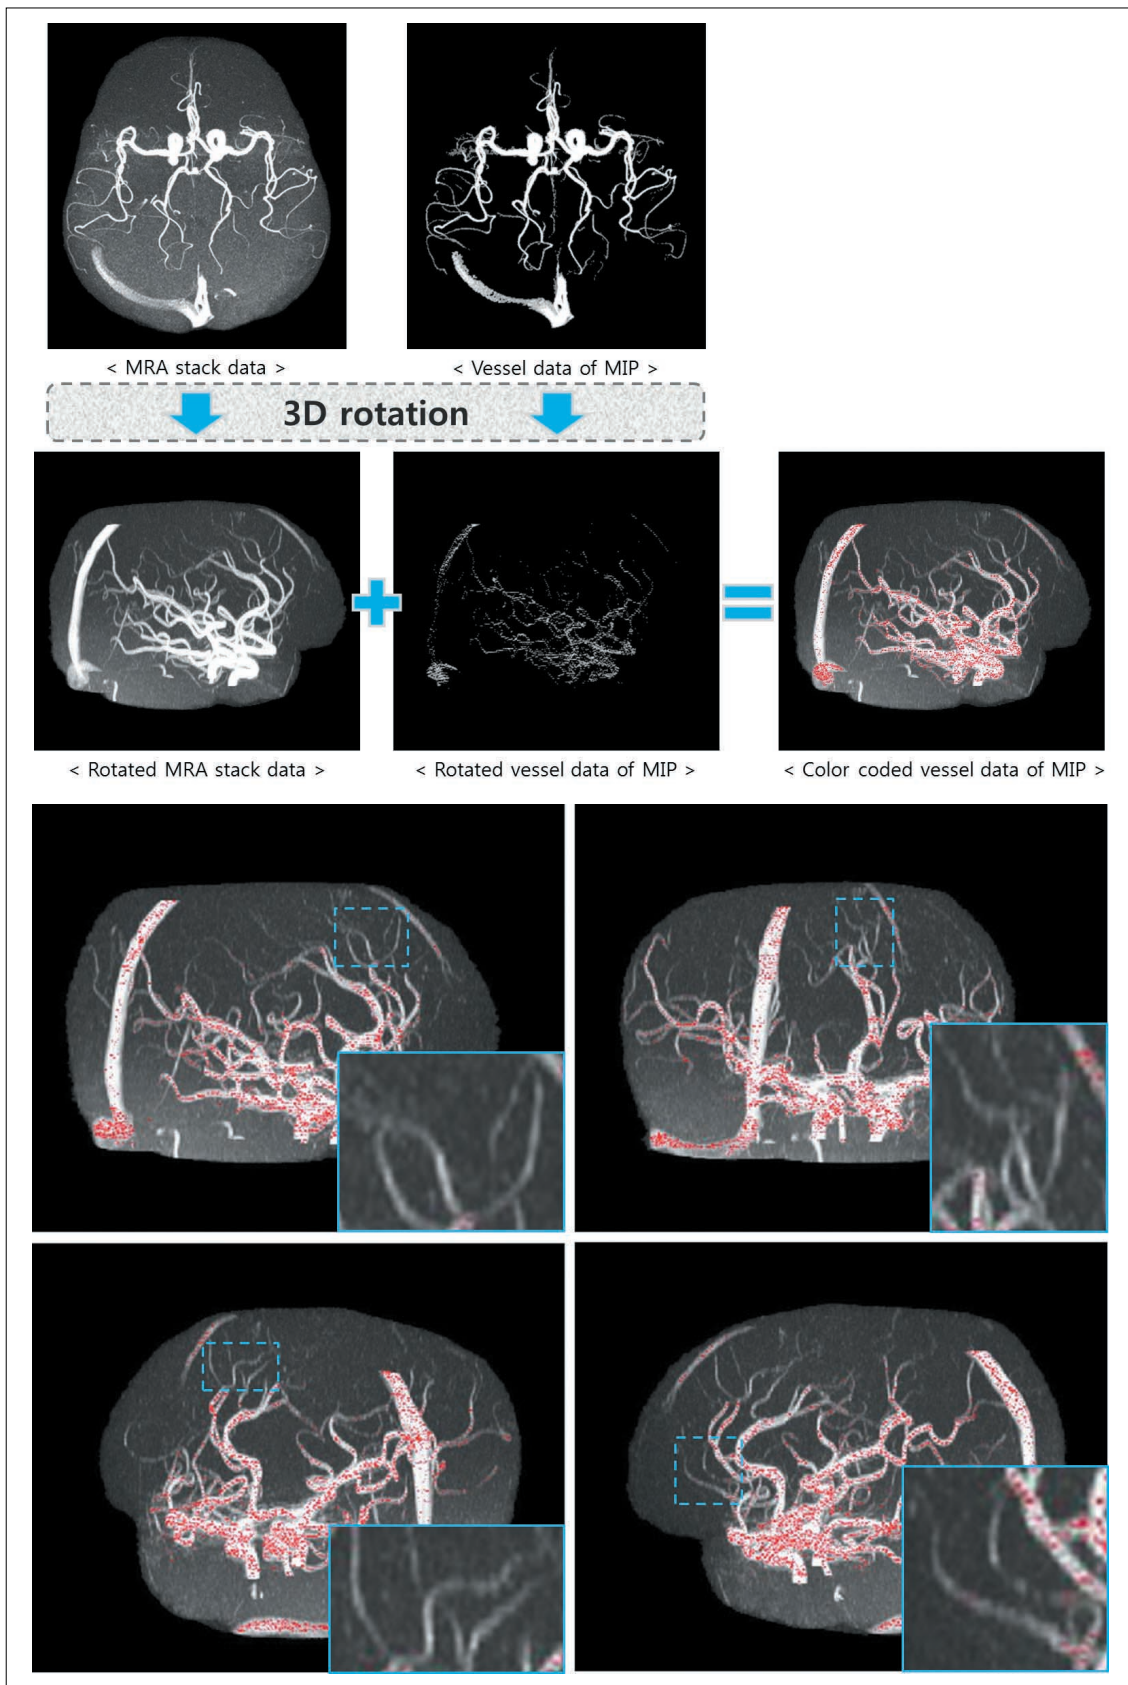 < MRA stack data >
< Vessel data of MIP >
3D rotation
< Rotated MRA stack data >
< Rotated vessel data of MIP >
< Color coded vessel data of MIP >